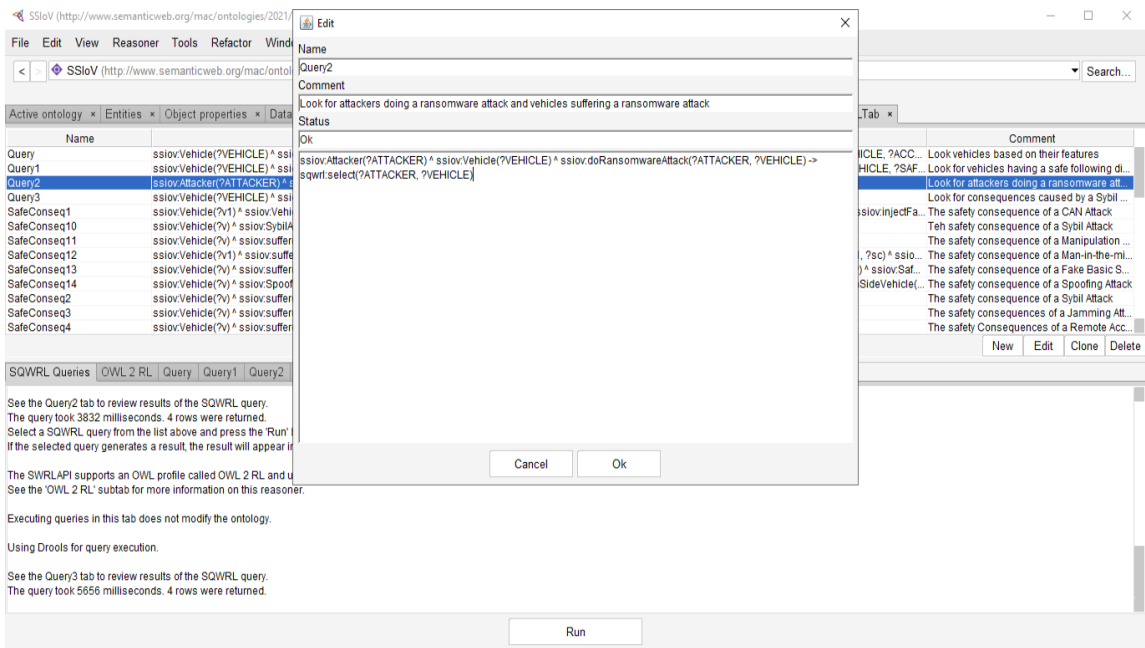 SSIoV (http://www.semanticweb.org/mac/ontologies/2021/
File Edit View Reasoner Tools Refactor
< > SSIoV (http://www.semanticweb.org/mac/ontol
Search...
Active ontology × Entities × Object properties × Data
Tab ×
Edit
Name
Query2
Comment
Look for attackers doing a ransomware attack and vehicles suffering a ransomware attack
Status
Ok
ssiov:Attacker(?ATTACKER) ^ ssiov:Vehicle(?VEHICLE) ^ ssiov:doRansomwareAttack(?ATTACKER, ?VEHICLE) ->
sqwrl:select(?ATTACKER, ?VEHICLE)
Cancel Ok
Name Comment
Query ssiov:Vehicle(?VEHICLE) ^ ssi HICLE, ?ACC... Look vehicles based on their features
Query1 ssiov:Vehicle(?VEHICLE) ^ ssi HICLE, ?SAF... Look for vehicles having a safe following di...
Query2 ssiov:Attacker(?ATTACKER) ^ s Look for attackers doing a ransomware att...
Query3 ssiov:Vehicle(?VEHICLE) ^ ssi Look for consequences caused by a Sybil ...
SafeConseq1 ssiov:Vehicle(?v1) ^ ssiov:Vehi ssiov:injectFa... The safety consequence of a CAN Attack
SafeConseq10 ssiov:Vehicle(?v) ^ ssiov:SybilA Teh safety consequence of a Sybil Attack
SafeConseq11 ssiov:Vehicle(?v) ^ ssiov:suffer The safety consequence of a Manipulation ...
SafeConseq12 ssiov:Vehicle(?v1) ^ ssiov:suffe , ?sc) ^ ssio... The safety consequence of a Man-in-the-mi...
SafeConseq13 ssiov:Vehicle(?v) ^ ssiov:suffer ) ^ ssiov:Saf... The safety consequence of a Fake Basic S...
SafeConseq14 ssiov:Vehicle(?v) ^ ssiov:Spoof SideVehicle(... The safety consequence of a Spoofing Attack
SafeConseq2 ssiov:Vehicle(?v) ^ ssiov:suffer The safety consequence of a Sybil Attack
SafeConseq3 ssiov:Vehicle(?v) ^ ssiov:suffer The safety consequences of a Jamming Att...
SafeConseq4 ssiov:Vehicle(?v) ^ ssiov:suffer The safety Consequences of a Remote Acc...
New Edit Clone Delete
SQWRL Queries OWL 2 RL Query Query1 Query2
See the Query2 tab to review results of the SQWRL query.
The query took 3832 milliseconds. 4 rows were returned.
Select a SQWRL query from the list above and press the 'Run'
If the selected query generates a result, the result will appear in
The SWRLAPI supports an OWL profile called OWL 2 RL and u
See the 'OWL 2 RL' subtab for more information on this reasoner.
Executing queries in this tab does not modify the ontology.
Using Drools for query execution.
See the Query3 tab to review results of the SQWRL query.
The query took 5656 milliseconds. 4 rows were returned.
Run